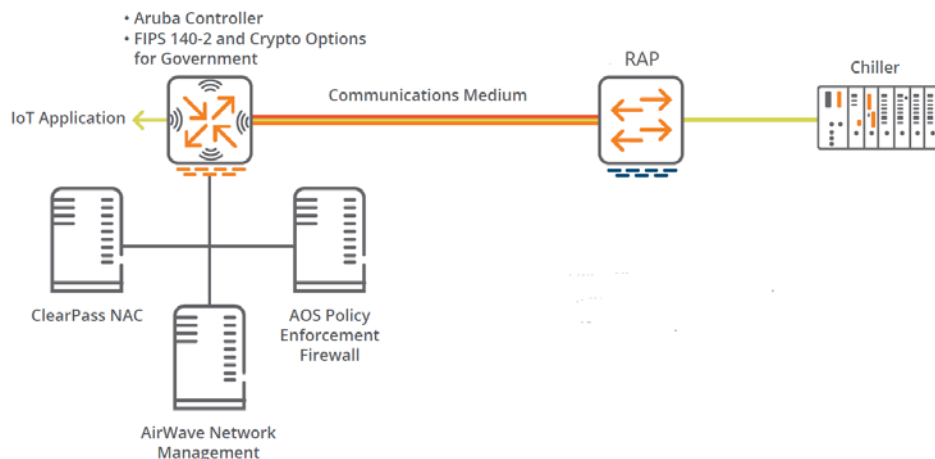 • Aruba Controller
• FIPS 140-2 and Crypto Options
for Government
RAP
Chiller
Communications Medium
IoT Application
ClearPass NAC
AOS Policy
Enforcement
Firewall
AirWave Network
Management